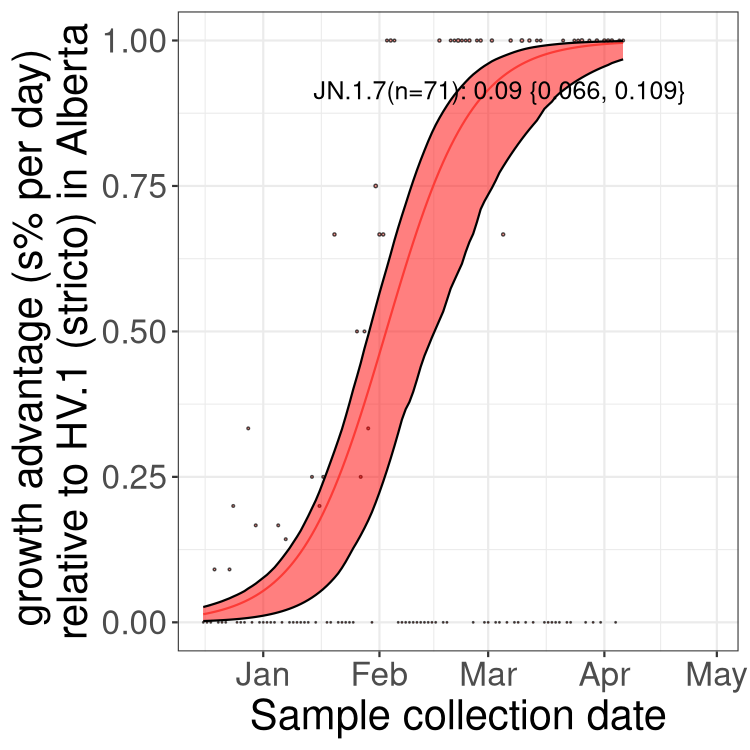 growth advantage (s% per day)
relative to HV.1 (stricto) in Alberta
1.00
0.75
0.50
0.25
0.00
JN.1.7(n=71): 0.09 {0.066, 0.109}
Jan Feb Mar Apr May
Sample collection date